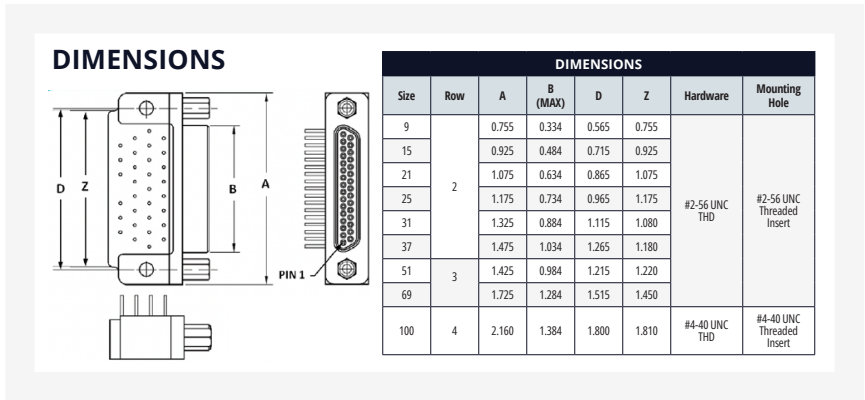 DIMENSIONS
D
Z
B
A
PIN 1
DIMENSIONS
Size Row A B (MAX) D Z Hardware Mounting Hole
9 2 0.755 0.334 0.565 0.755 #2-56 UNC THD #2-56 UNC Threaded Insert
15 0.925 0.484 0.715 0.925
21 1.075 0.634 0.865 1.075
25 1.175 0.734 0.965 1.175
31 1.325 0.884 1.115 1.080
37 1.475 1.034 1.265 1.180
51 3 1.425 0.984 1.215 1.220
69 1.725 1.284 1.515 1.450
100 4 2.160 1.384 1.800 1.810 #4-40 UNC THD #4-40 UNC Threaded Insert